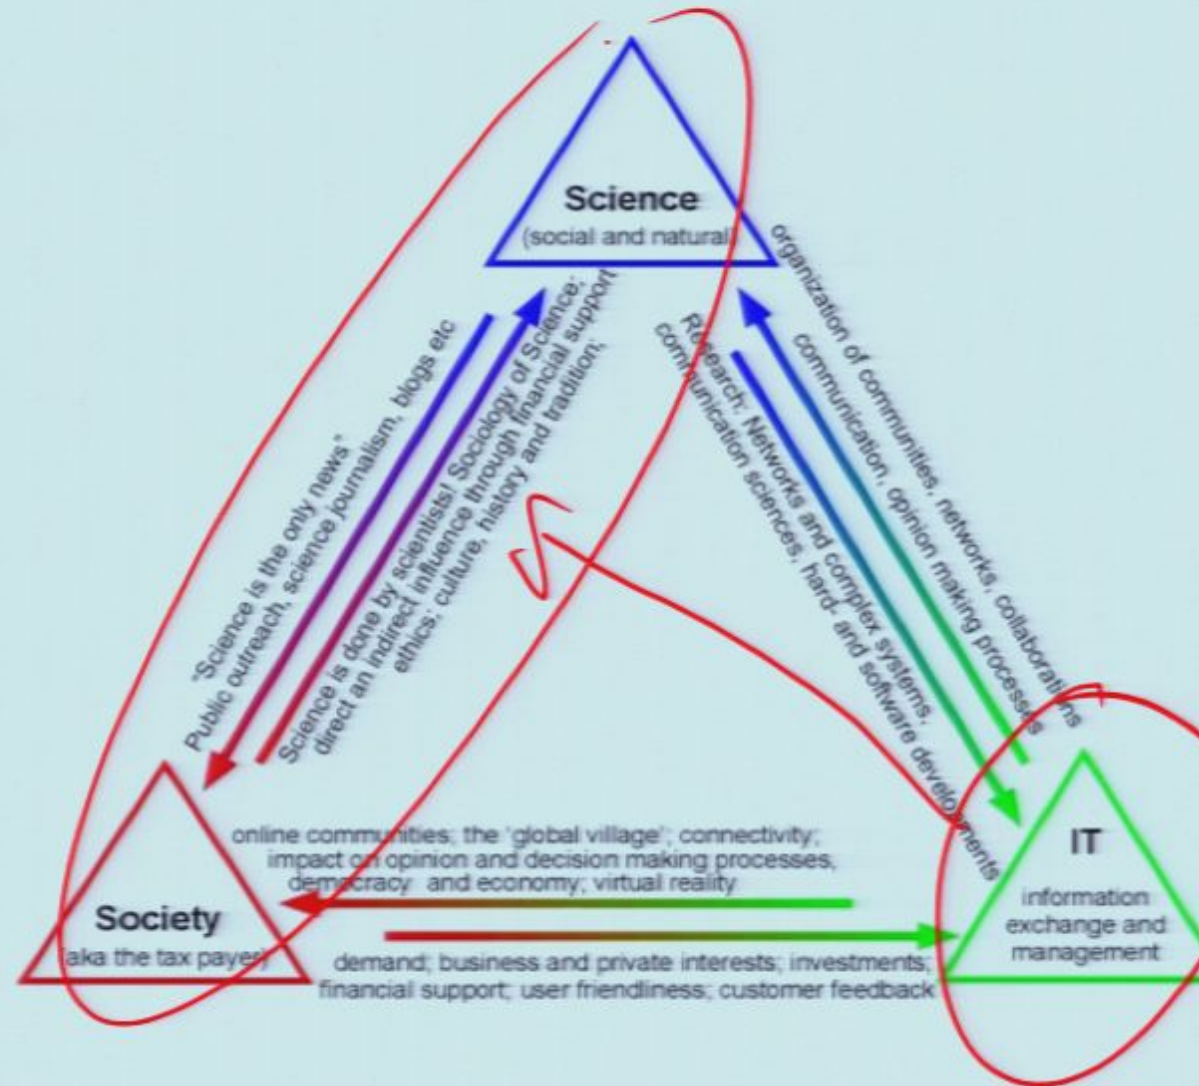 Science
(social and natural)
"Science is the only news"
Public outreach, science journalism, blogs etc
Science is done by scientists! Sociology of Science;
direct an indirect influence through financial support
ethics; culture, history and tradition;
Research: Networks and complex systems,
communication sciences, hard- and software developments
organization of communities, networks, collaborations
communication, opinion making processes
online communities; the 'global village'; connectivity;
impact on opinion and decision making processes,
democracy and economy; virtual reality
Society
(aka the tax payer)
demand; business and private interests; investments;
financial support; user friendliness; customer feedback
IT
information
exchange and
management